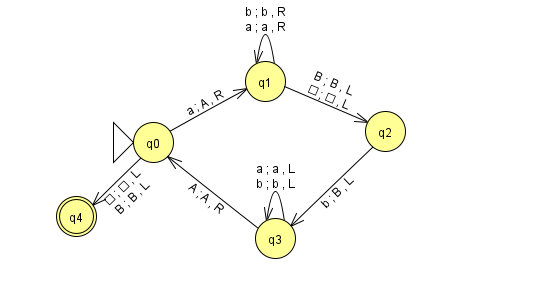 b ; b , R
a ; a , R
q1
a ; A , R
B ; B , L
□ ; □ , L
q2
q0
□ ; □ , L
B ; B , L
q4
A ; A , R
a ; a , L
b ; b , L
q3
b ; B , L